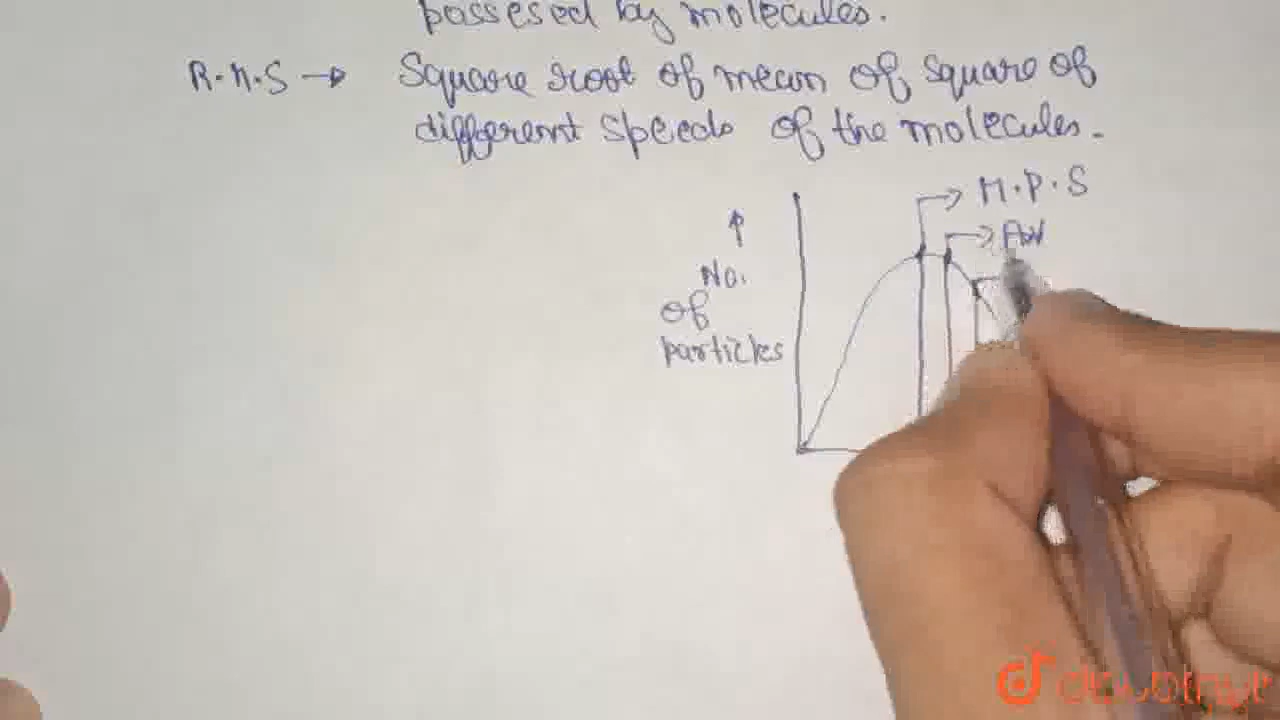 possesed by molecules.
R.M.S → Square root of mean of square of
different speeds of the molecules.
M.P.S
Av
↑
No.
of
particles
doubtnut